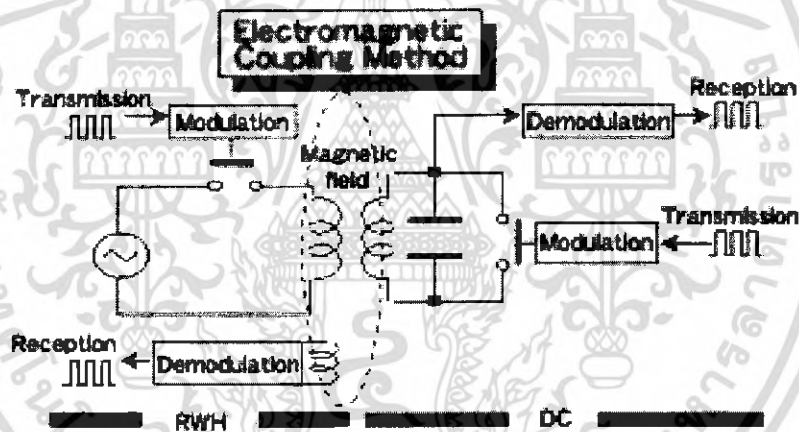 Electromagnetic
Coupling Method
Transmission
Modulation
Magnetic
field
Demodulation
Reception
Modulation
Transmission
Reception
Demodulation
RWH
DC